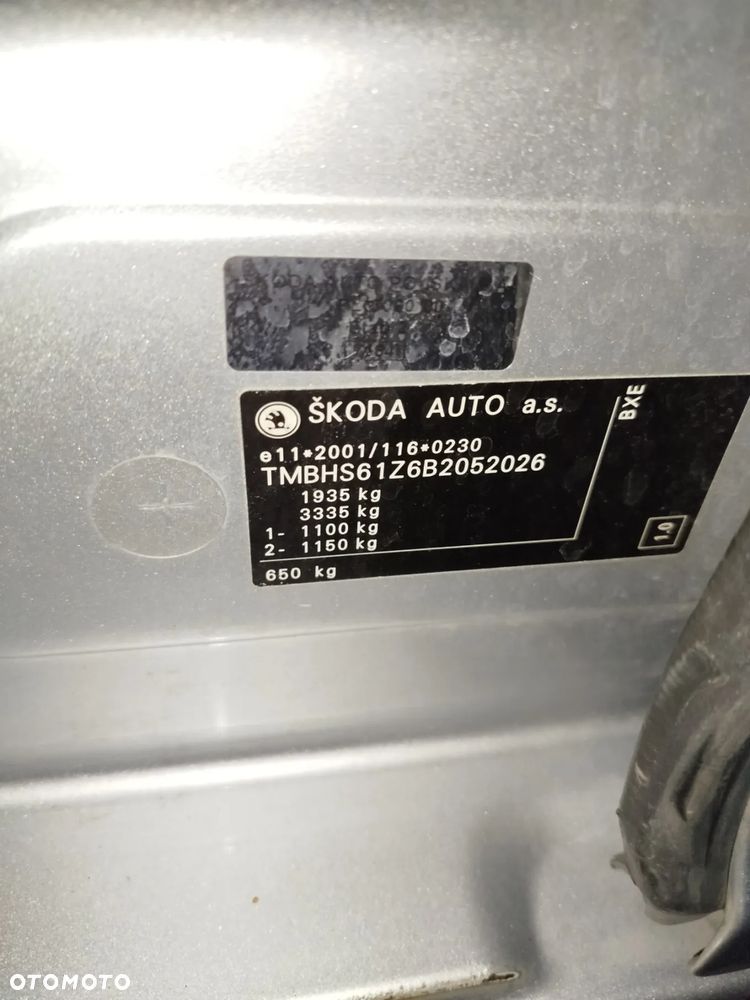 ŠKODA AUTO a.s.
BXE
e11*2001/116*0230
TMBHS61Z6B2052026
1935 kg
3335 kg
1- 1100 kg
2- 1150 kg
1.0
650 kg
OTOMOTO